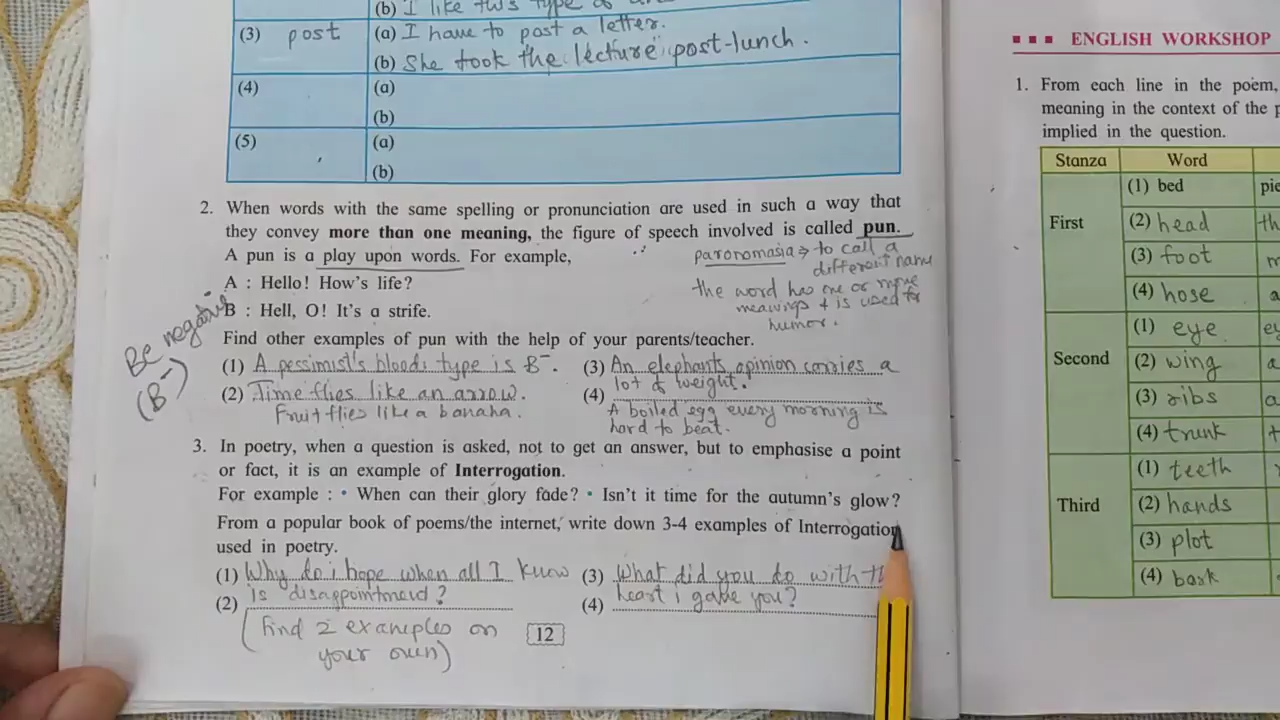 (b) I like this type of
(3) post (a) I have to post a letter.
(b) She took the lecture post-lunch.
(4) (a)
(b)
(5) (a)
(b)
2. When words with the same spelling or pronunciation are used in such a way that
they convey more than one meaning, the figure of speech involved is called pun.
A pun is a play upon words. For example,
paronomasia → to call a
different name
the word has one or more
meanings & is used for
humor.
A : Hello! How's life?
B : Hell, O! It's a strife.
Be negative
(B-)
Find other examples of pun with the help of your parents/teacher.
(1) A pessimist's blood type is B-. (3) An elephants opinion carries a
lot of weight.
(2) Time flies like an arrow. (4)
Fruit flies like a banana. A boiled egg every morning is
hard to beat.
3. In poetry, when a question is asked, not to get an answer, but to emphasise a point
or fact, it is an example of Interrogation.
For example : • When can their glory fade? • Isn't it time for the autumn's glow?
From a popular book of poems/the internet, write down 3-4 examples of Interrogation
used in poetry.
(1) Why do i hope when all I know (3) What did you do with
is disappointment? heart i gave you?
(2) (4)
(Find 2 examples on
your own)
12
ENGLISH WORKSHOP
1. From each line in the poem,
meaning in the context of the
implied in the question.
Stanza Word
First (1) bed pie
(2) head th
(3) foot m
(4) hose a
Second (1) eye ey
(2) wing a
(3) ribs a
(4) trunk t
Third (1) teeth
(2) hands
(3) plot
(4) bark